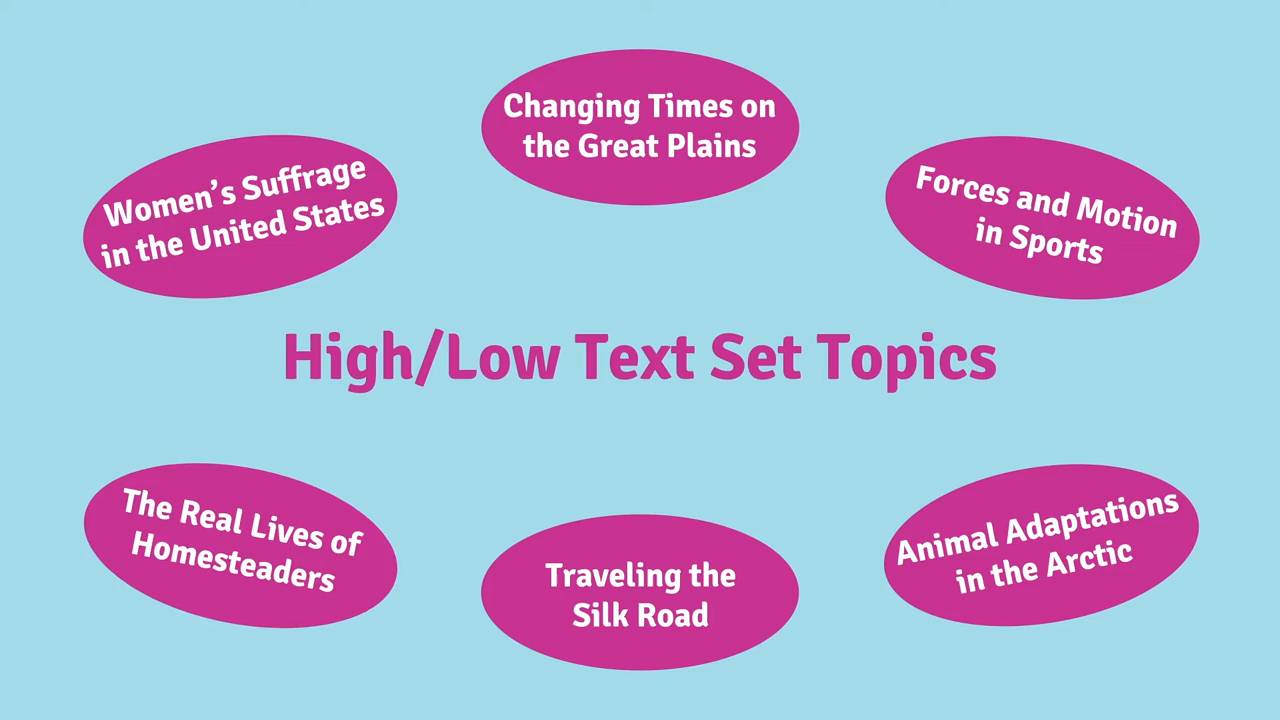 Changing Times on
the Great Plains
Women’s Suffrage
in the United States
Forces and Motion
in Sports
High/Low Text Set Topics
The Real Lives of
Homesteaders
Traveling the
Silk Road
Animal Adaptations
in the Arctic